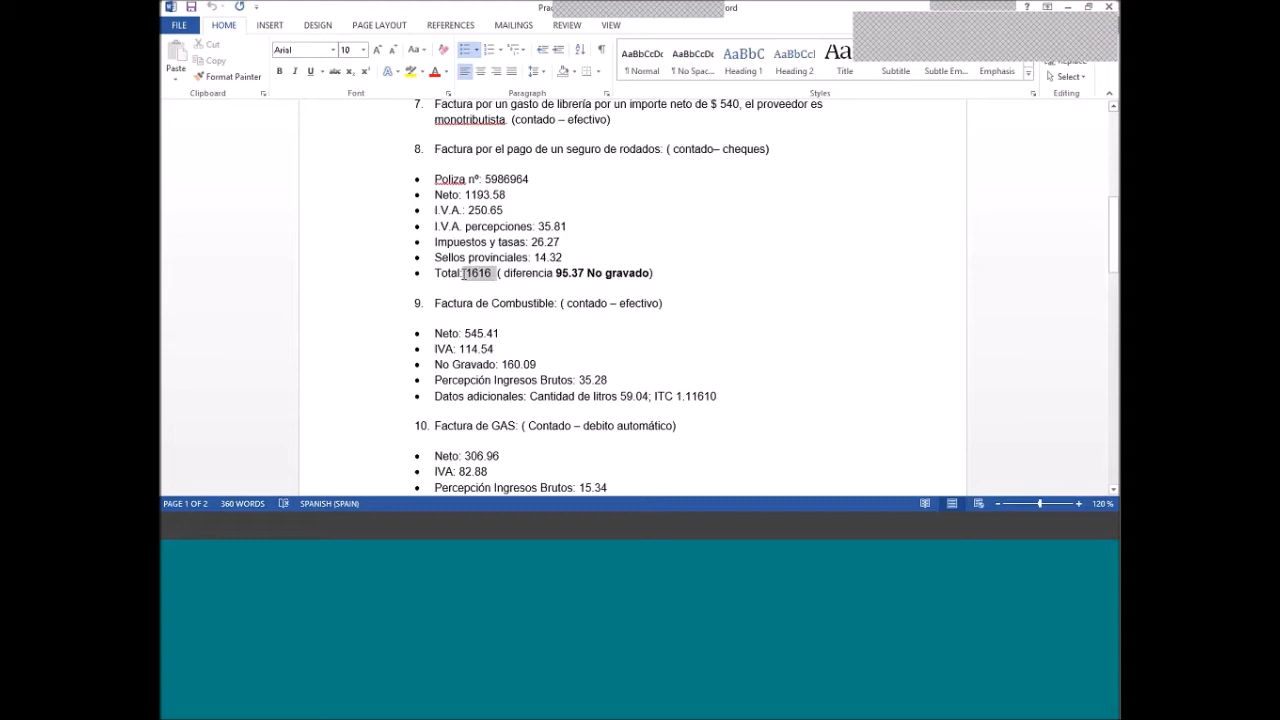 Prac
ord
FILE HOME INSERT DESIGN PAGE LAYOUT REFERENCES MAILINGS REVIEW VIEW
Paste
Cut
Copy
Format Painter
Clipboard
Arial 10
Font
Paragraph
AaBbCcDc AaBbCcDc AaBbC AaBbCcl
¶ Normal ¶ No Spac... Heading 1 Heading 2 Title Subtitle Subtle Em... Emphasis
Styles
Select
Editing
7. Factura por un gasto de librería por un importe neto de $ 540, el proveedor es
monotributista. (contado – efectivo)
8. Factura por el pago de un seguro de rodados: ( contado– cheques)
• Poliza nº: 5986964
• Neto: 1193.58
• I.V.A.: 250.65
• I.V.A. percepciones: 35.81
• Impuestos y tasas: 26.27
• Sellos provinciales: 14.32
• Total: 1616 ( diferencia 95.37 No gravado)
9. Factura de Combustible: ( contado – efectivo)
• Neto: 545.41
• IVA: 114.54
• No Gravado: 160.09
• Percepción Ingresos Brutos: 35.28
• Datos adicionales: Cantidad de litros 59.04; ITC 1.11610
10. Factura de GAS: ( Contado – debito automático)
• Neto: 306.96
• IVA: 82.88
• Percepción Ingresos Brutos: 15.34
PAGE 1 OF 2 360 WORDS SPANISH (SPAIN) 120 %